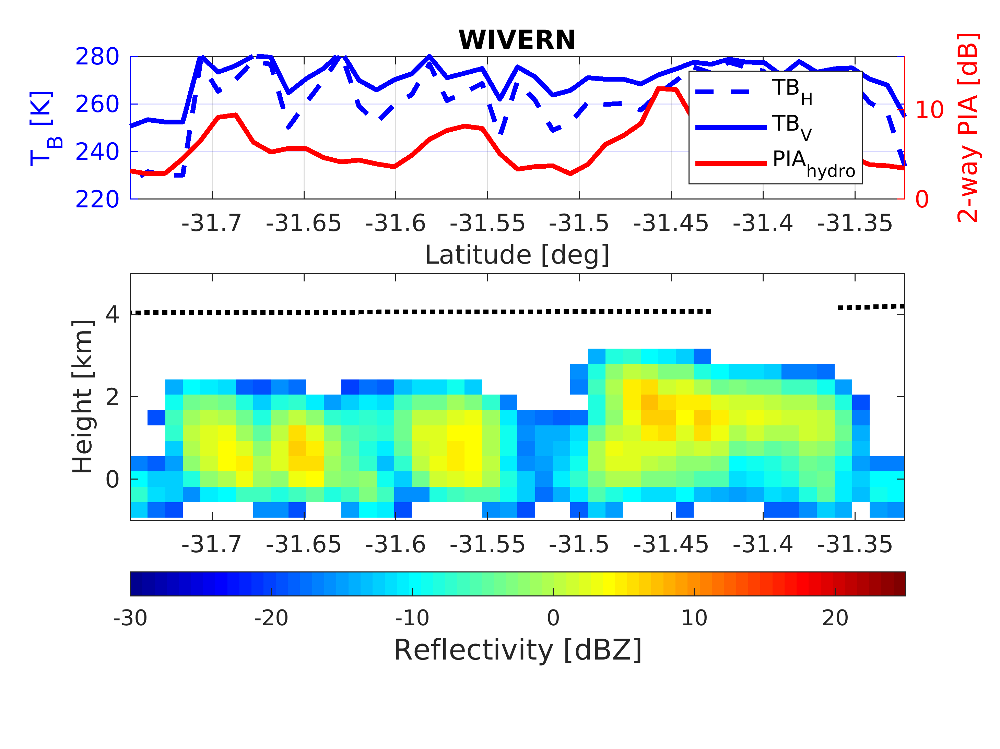 WIVERN
280
260
240
220
T_B [K]
10
0
2-way PIA [dB]
TB_H
TB_V
PIA_hydro
-31.7 -31.65 -31.6 -31.55 -31.5 -31.45 -31.4 -31.35
Latitude [deg]
4
2
0
Height [km]
-31.7 -31.65 -31.6 -31.55 -31.5 -31.45 -31.4 -31.35
-30 -20 -10 0 10 20
Reflectivity [dBZ]